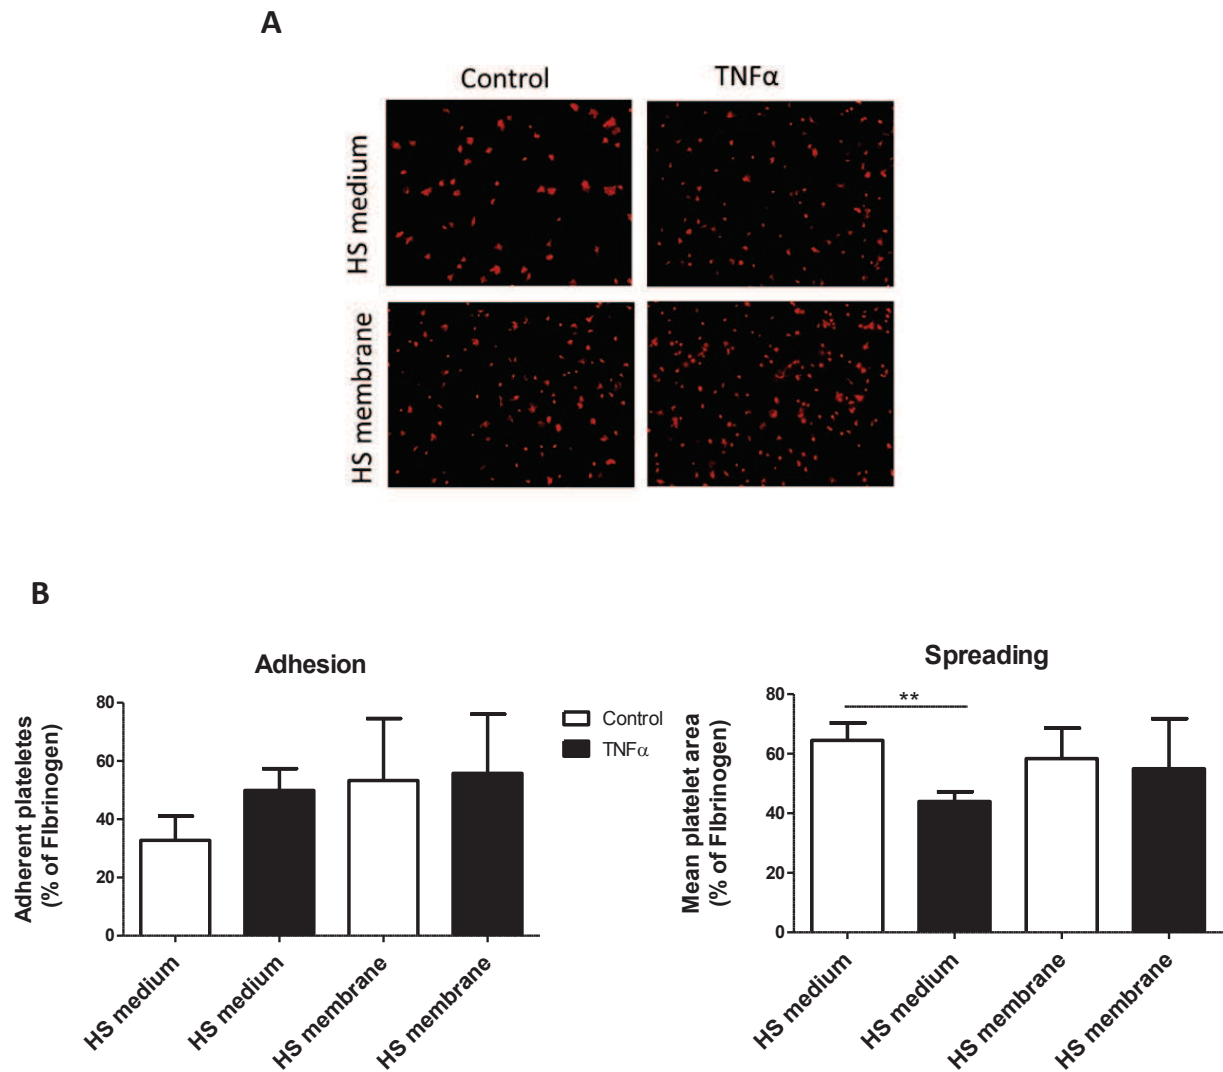 A
Control
TNFα
HS medium
HS membrane
B
Adhesion
Adherent plateletes
(% of FIbrinogen)
80
60
40
20
0
HS medium
HS medium
HS membrane
HS membrane
Control
TNFα
Spreading
Mean platelet area
(% of FIbrinogen)
80
60
40
20
0
**
HS medium
HS medium
HS membrane
HS membrane